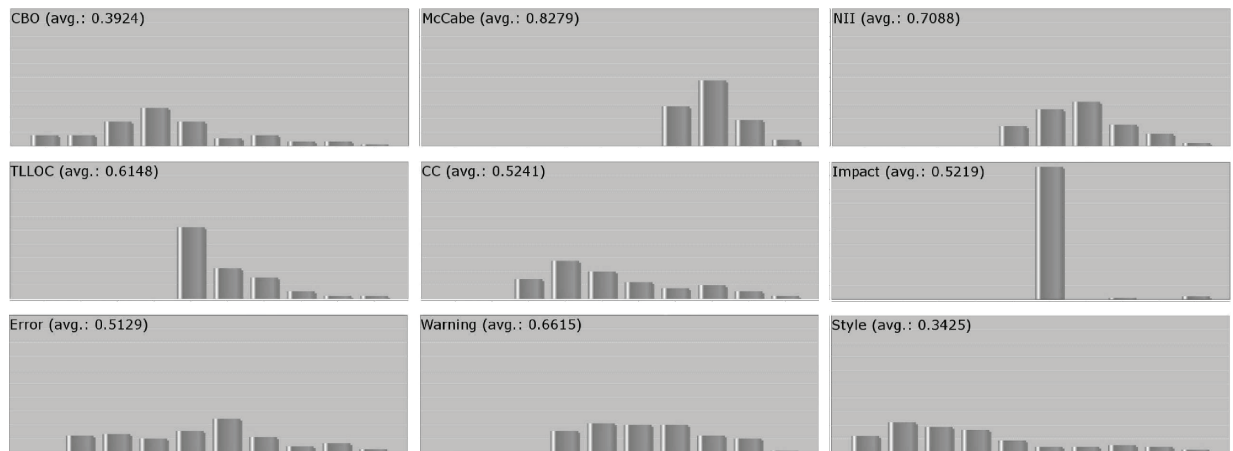 CBO (avg.: 0.3924)
McCabe (avg.: 0.8279)
NII (avg.: 0.7088)
TLLOC (avg.: 0.6148)
CC (avg.: 0.5241)
Impact (avg.: 0.5219)
Error (avg.: 0.5129)
Warning (avg.: 0.6615)
Style (avg.: 0.3425)